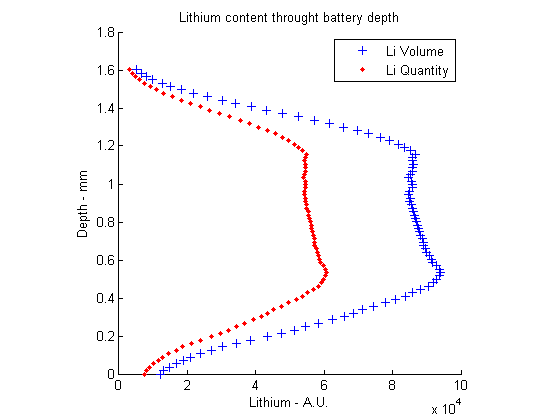 Lithium content throught battery depth
Li Volume
Li Quantity
Depth - mm
1.8
1.6
1.4
1.2
1
0.8
0.6
0.4
0.2
0
0 2 4 6 8 10
x 10^4
Lithium - A.U.